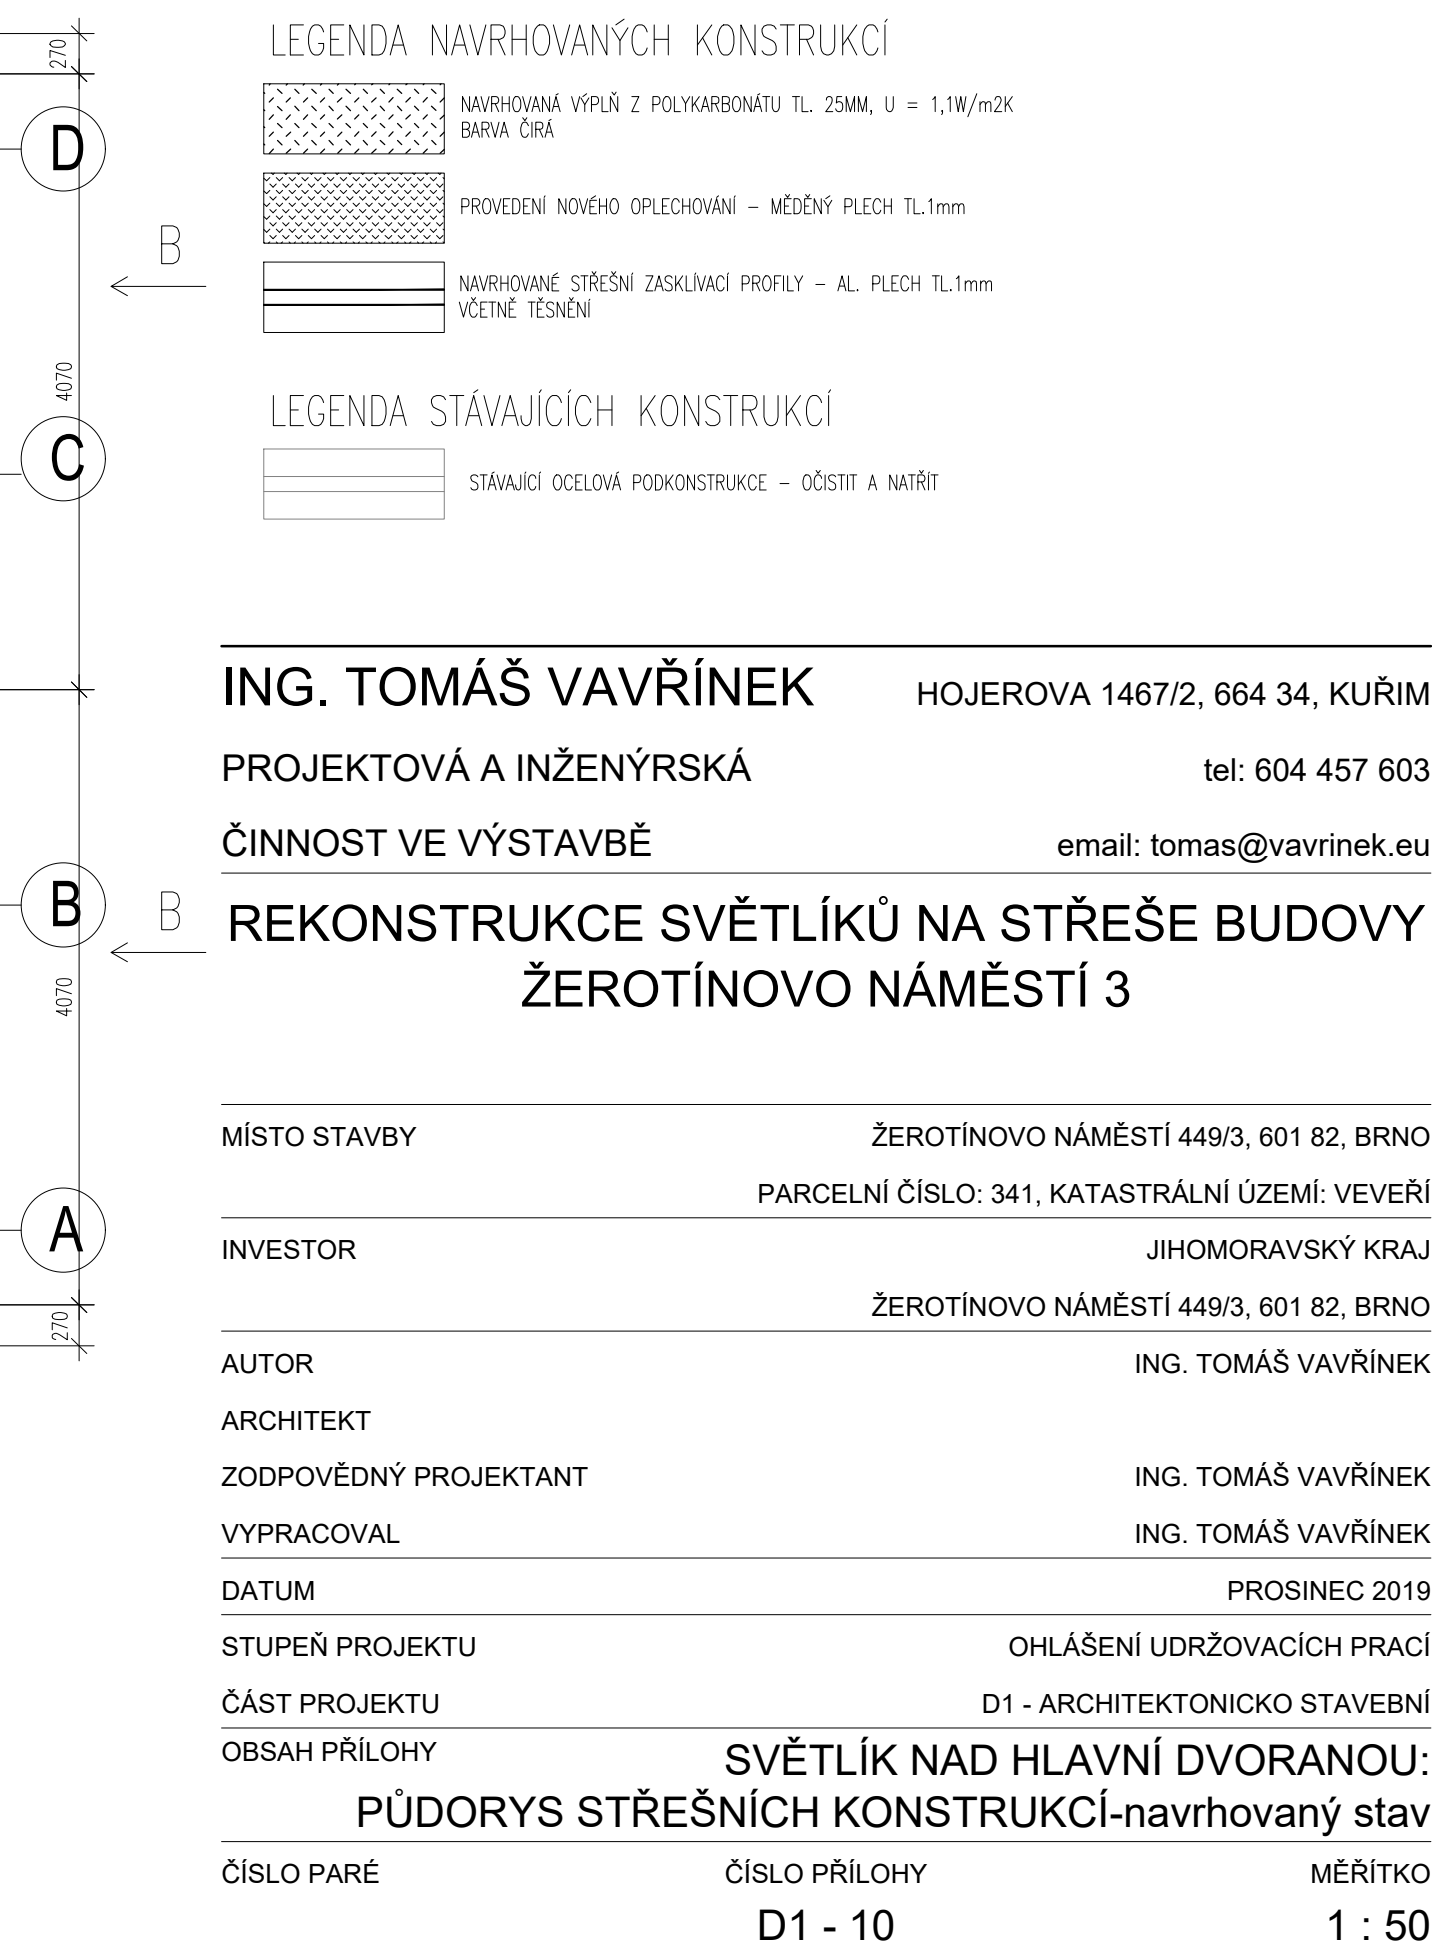 270
D
B
4070
C
B
B
4070
A
270
LEGENDA NAVRHOVANÝCH KONSTRUKCÍ
NAVRHOVANÁ VÝPLŇ Z POLYKARBONÁTU TL. 25MM, U = 1,1W/m2K
BARVA ČIRÁ
PROVEDENÍ NOVÉHO OPLECHOVÁNÍ – MĚDĚNÝ PLECH TL.1mm
NAVRHOVANÉ STŘEŠNÍ ZASKLÍVACÍ PROFILY – AL. PLECH TL.1mm
VČETNĚ TĚSNĚNÍ
LEGENDA STÁVAJÍCÍCH KONSTRUKCÍ
STÁVAJÍCÍ OCELOVÁ PODKONSTRUKCE – OČISTIT A NATŘÍT
ING. TOMÁŠ VAVŘÍNEK HOJEROVA 1467/2, 664 34, KUŘIM
PROJEKTOVÁ A INŽENÝRSKÁ tel: 604 457 603
ČINNOST VE VÝSTAVBĚ email: tomas@vavrinek.eu
REKONSTRUKCE SVĚTLÍKŮ NA STŘEŠE BUDOVY
ŽEROTÍNOVO NÁMĚSTÍ 3
MÍSTO STAVBY ŽEROTÍNOVO NÁMĚSTÍ 449/3, 601 82, BRNO
PARCELNÍ ČÍSLO: 341, KATASTRÁLNÍ ÚZEMÍ: VEVEŘÍ
INVESTOR JIHOMORAVSKÝ KRAJ
ŽEROTÍNOVO NÁMĚSTÍ 449/3, 601 82, BRNO
AUTOR ING. TOMÁŠ VAVŘÍNEK
ARCHITEKT
ZODPOVĚDNÝ PROJEKTANT ING. TOMÁŠ VAVŘÍNEK
VYPRACOVAL ING. TOMÁŠ VAVŘÍNEK
DATUM PROSINEC 2019
STUPEŇ PROJEKTU OHLÁŠENÍ UDRŽOVACÍCH PRACÍ
ČÁST PROJEKTU D1 - ARCHITEKTONICKO STAVEBNÍ
OBSAH PŘÍLOHY SVĚTLÍK NAD HLAVNÍ DVORANOU:
PŮDORYS STŘEŠNÍCH KONSTRUKCÍ-navrhovaný stav
ČÍSLO PARÉ ČÍSLO PŘÍLOHY MĚŘÍTKO
D1 - 10 1 : 50